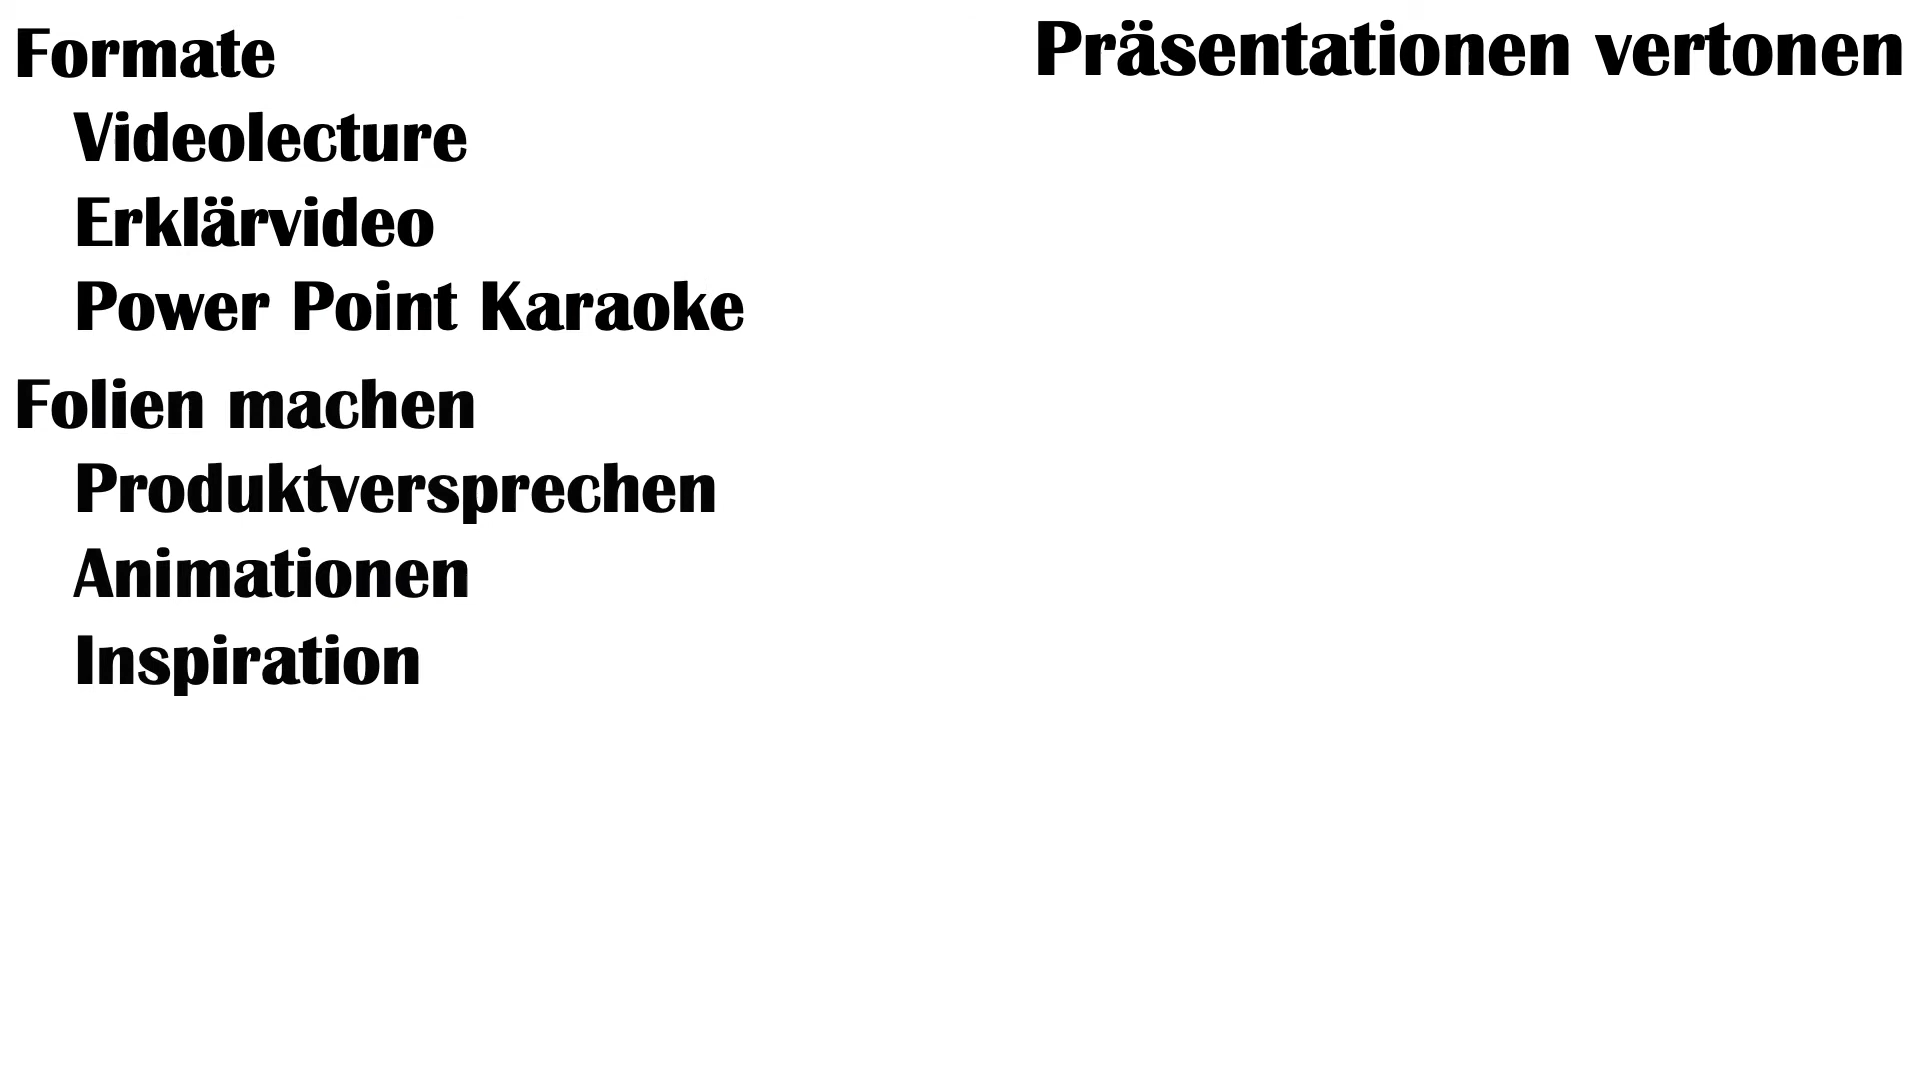 Präsentationen vertonen
Formate
Videolecture
Erklärvideo
Power Point Karaoke
Folien machen
Produktversprechen
Animationen
Inspiration